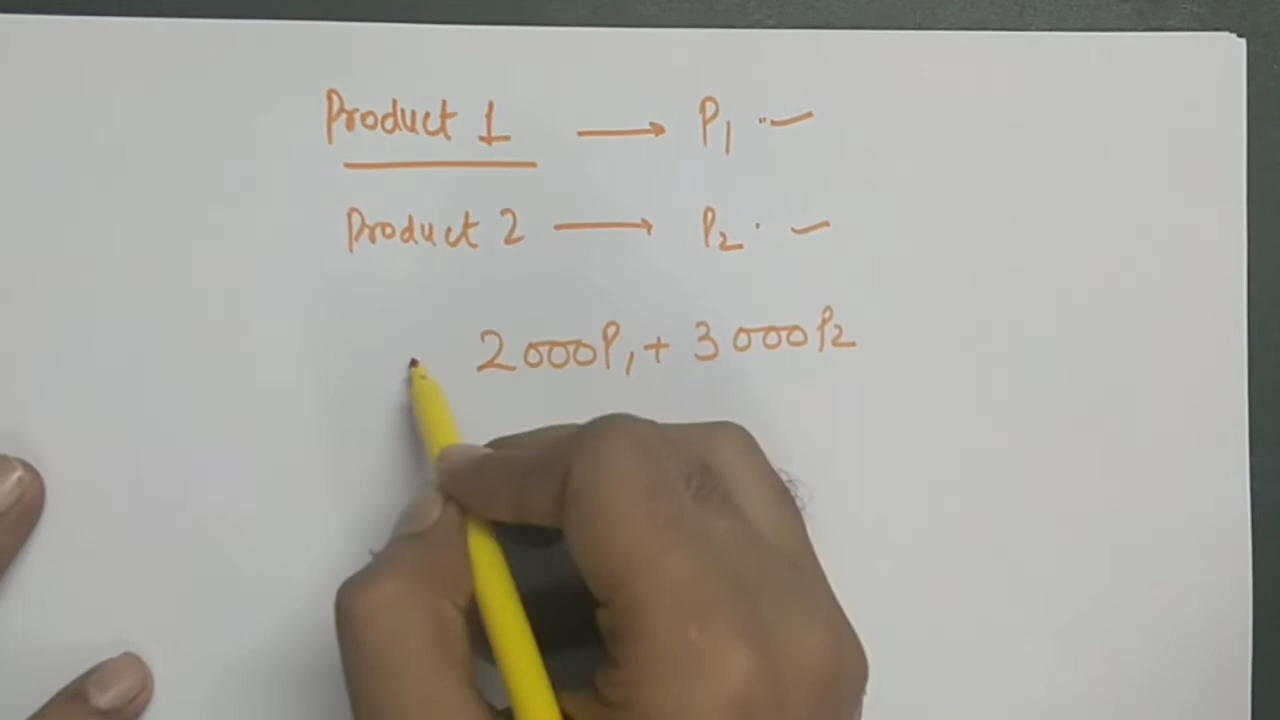 Product 1 → P1
Product 2 → P2
2000P1 + 3000P2